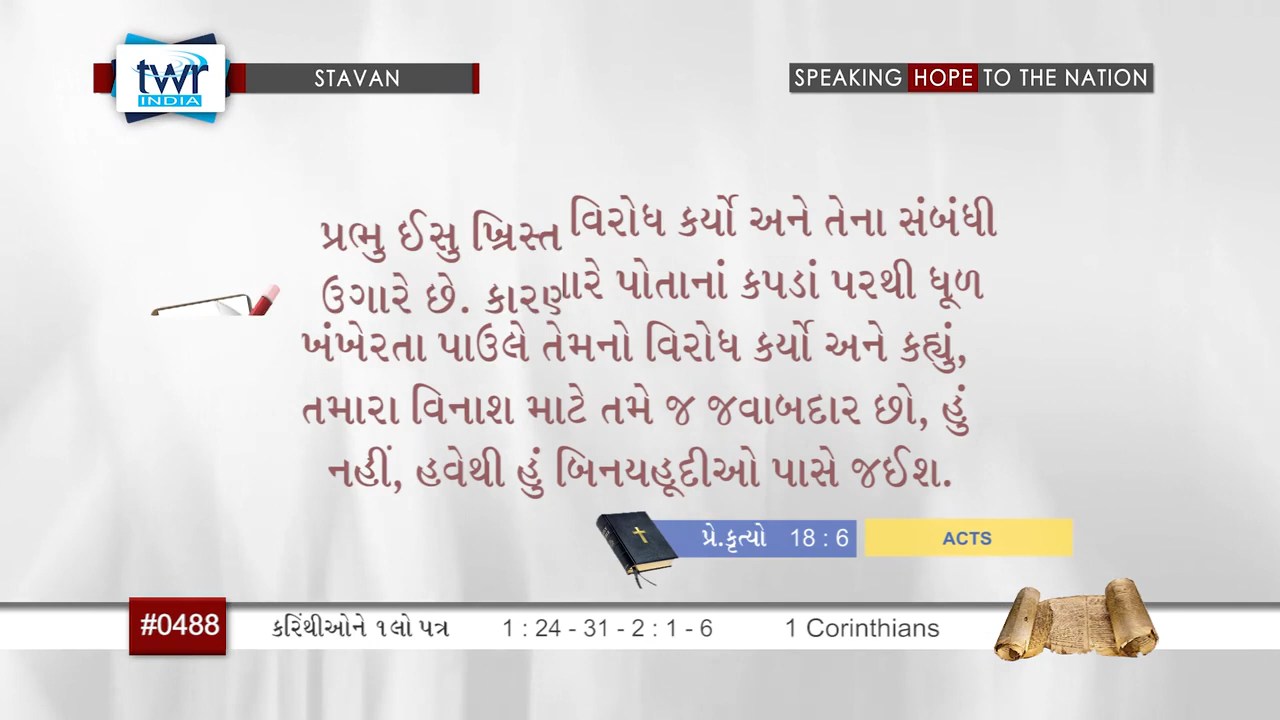 twr
INDIA
STAVAN
SPEAKING HOPE TO THE NATION
પ્રભુ ઈસુ ખ્રિસ્ત વિરોધ કર્યો અને તેના સંબંધી
ઉગારે છે. કારણ પોતાનાં કપડાં પરથી ધૂળ
ખંખેરતા પાઉલે તેમનો વિરોધ કર્યો અને કહ્યું,
તમારા વિનાશ માટે તમે જ જવાબદાર છો, હું
નહીં, હવેથી હું બિનયહૂદીઓ પાસે જઈશ.
પ્રે.કૃત્યો 18 : 6
ACTS
#0488
કરિંથીઓને ૧લો પત્ર 1 : 24 - 31 - 2 : 1 - 6 1 Corinthians